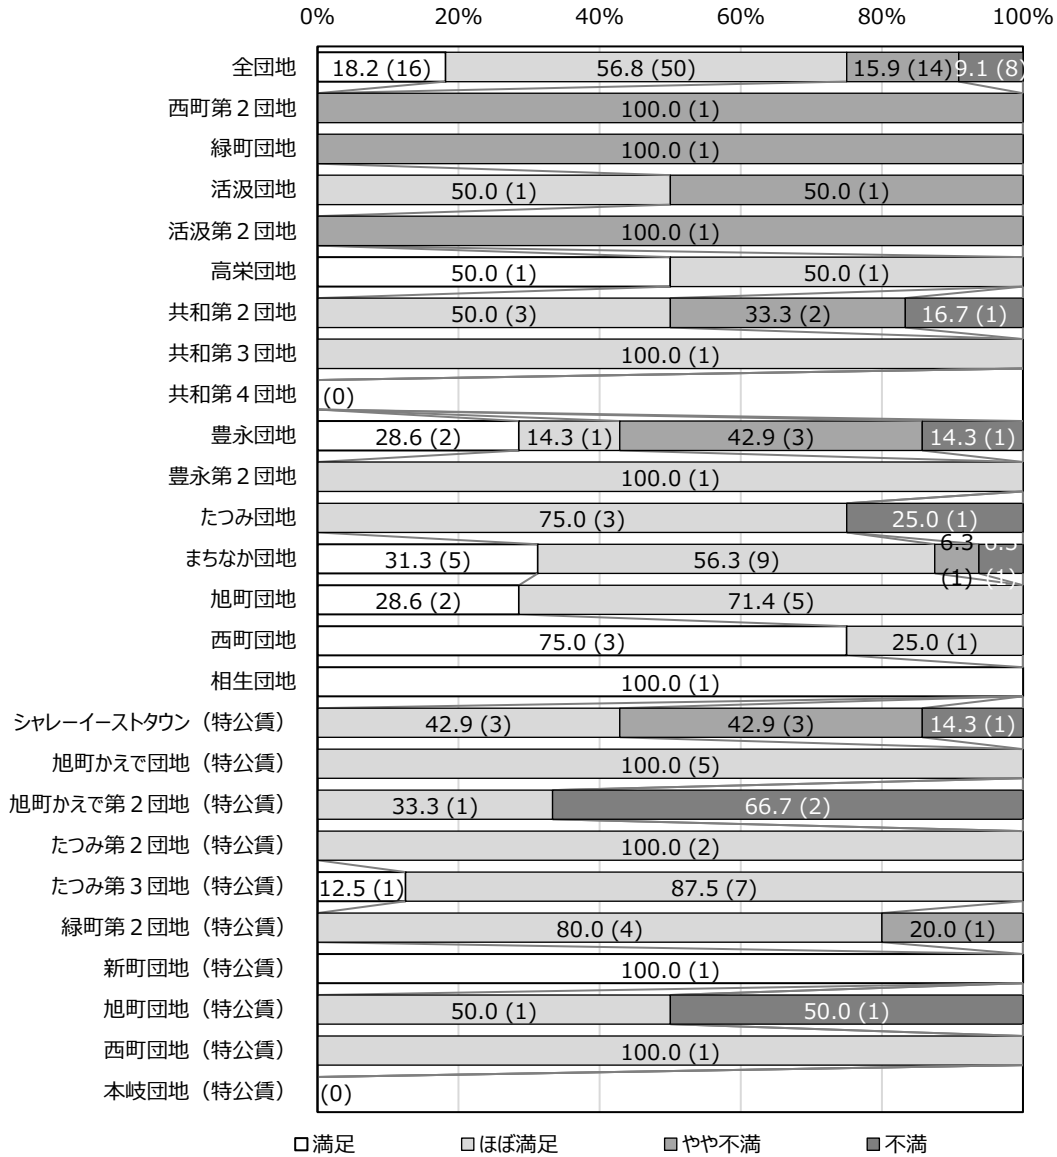 0% 20% 40% 60% 80% 100%
全団地 18.2 (16) 56.8 (50) 15.9 (14) 9.1 (8)
西町第２団地 100.0 (1)
緑町団地 100.0 (1)
活汲団地 50.0 (1) 50.0 (1)
活汲第２団地 100.0 (1)
高栄団地 50.0 (1) 50.0 (1)
共和第２団地 50.0 (3) 33.3 (2) 16.7 (1)
共和第３団地 100.0 (1)
共和第４団地 (0)
豊永団地 28.6 (2) 14.3 (1) 42.9 (3) 14.3 (1)
豊永第２団地 100.0 (1)
たつみ団地 75.0 (3) 25.0 (1)
まちなか団地 31.3 (5) 56.3 (9) 6.3 (1) 6.3 (1)
旭町団地 28.6 (2) 71.4 (5)
西町団地 75.0 (3) 25.0 (1)
相生団地 100.0 (1)
シャレーイーストタウン（特公賃） 42.9 (3) 42.9 (3) 14.3 (1)
旭町かえで団地（特公賃） 100.0 (5)
旭町かえで第２団地（特公賃） 33.3 (1) 66.7 (2)
たつみ第２団地（特公賃） 100.0 (2)
たつみ第３団地（特公賃） 12.5 (1) 87.5 (7)
緑町第２団地（特公賃） 80.0 (4) 20.0 (1)
新町団地（特公賃） 100.0 (1)
旭町団地（特公賃） 50.0 (1) 50.0 (1)
西町団地（特公賃） 100.0 (1)
本岐団地（特公賃） (0)
満足 ほぼ満足 やや不満 不満